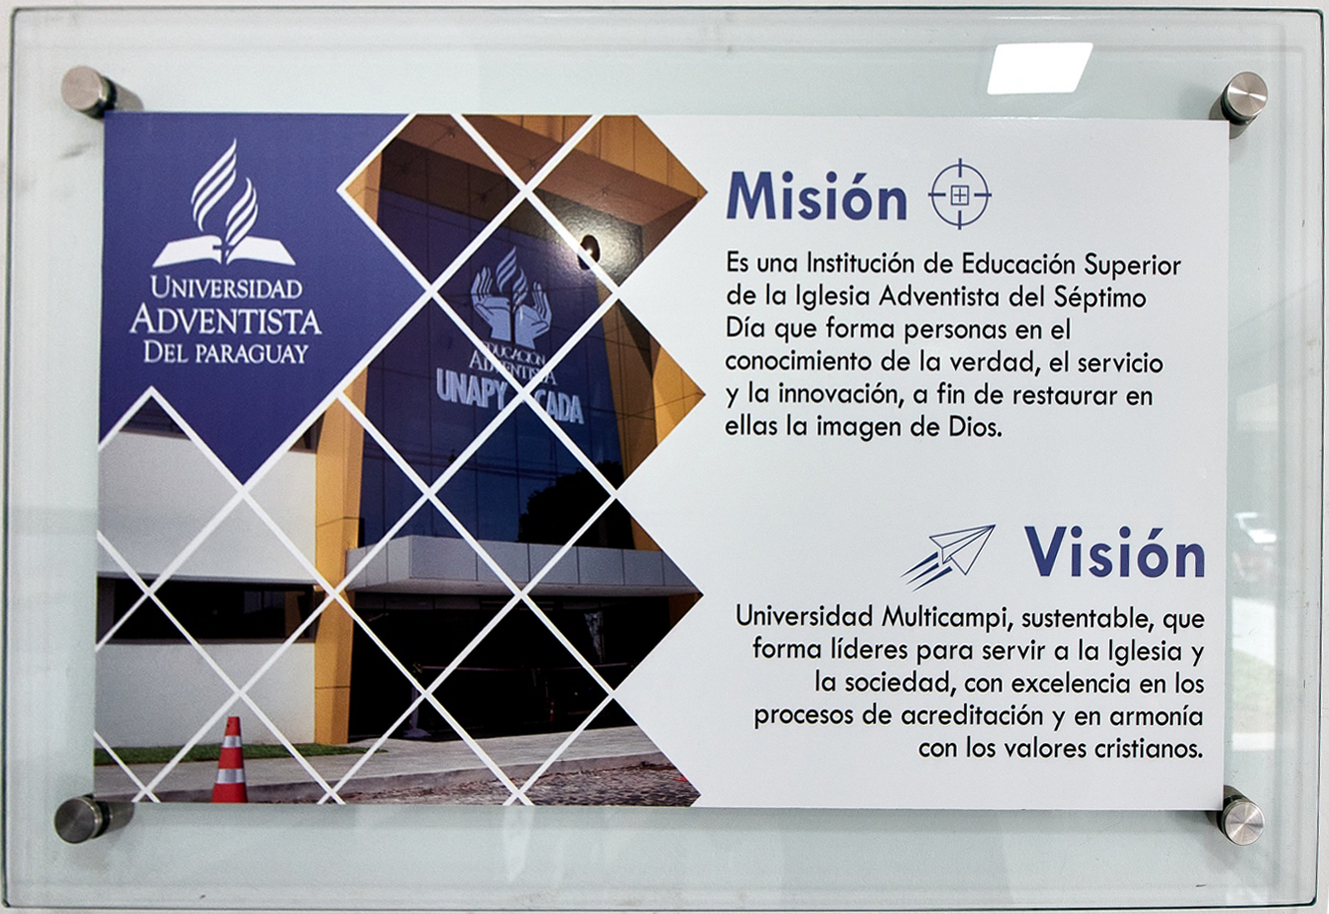 UNIVERSIDAD
ADVENTISTA
DEL PARAGUAY
EDUCACIÓN
ADVENTISTA
UNAPY CADA
Misión
Es una Institución de Educación Superior
de la Iglesia Adventista del Séptimo
Día que forma personas en el
conocimiento de la verdad, el servicio
y la innovación, a fin de restaurar en
ellas la imagen de Dios.
Visión
Universidad Multicampi, sustentable, que
forma líderes para servir a la Iglesia y
la sociedad, con excelencia en los
procesos de acreditación y en armonía
con los valores cristianos.